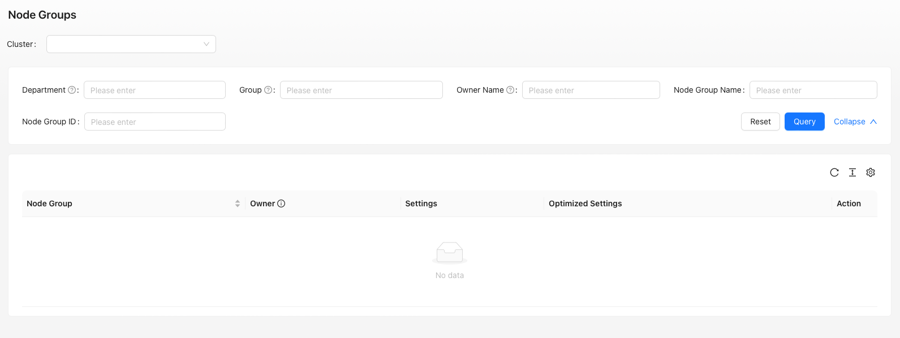 Node Groups
Cluster:
Department : Please enter Group : Please enter Owner Name : Please enter Node Group Name : Please enter
Node Group ID : Please enter Reset Query Collapse
Node Group Owner Settings Optimized Settings Action
No data